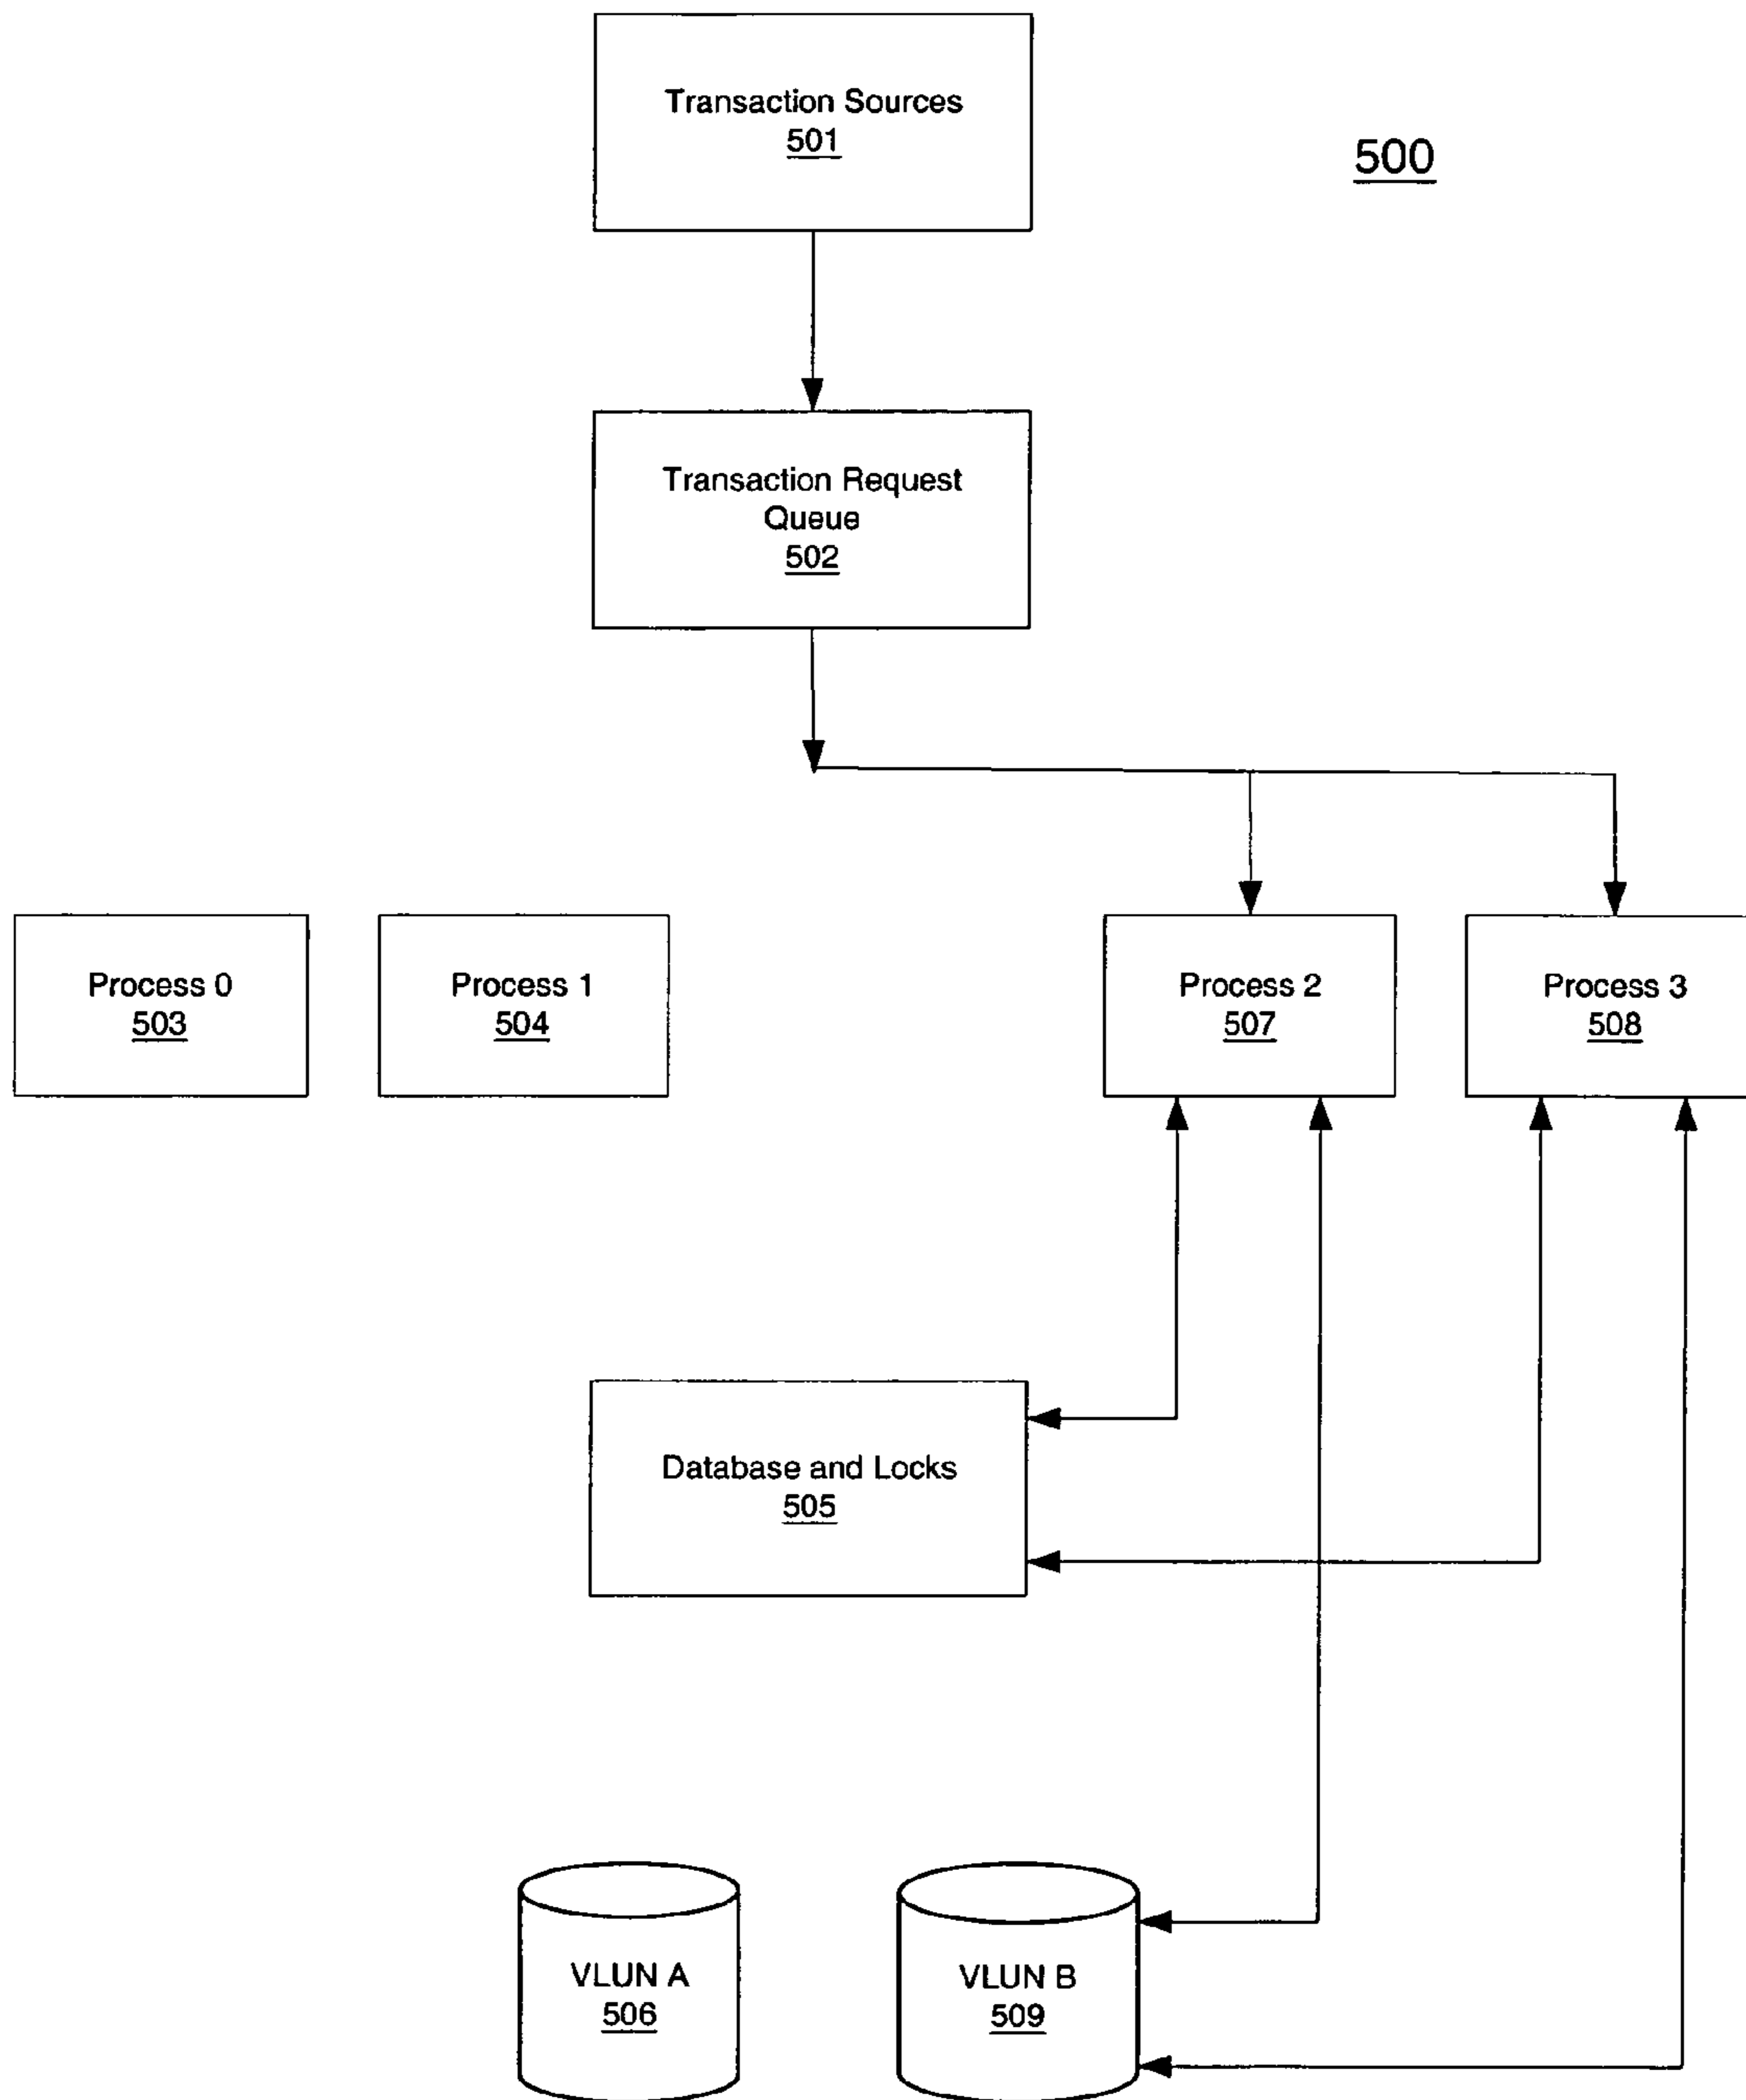 Transaction Sources
501
500
Transaction Request
Queue
502
Process 0
503
Process 1
504
Process 2
507
Process 3
508
Database and Locks
505
VLUN A
506
VLUN B
509